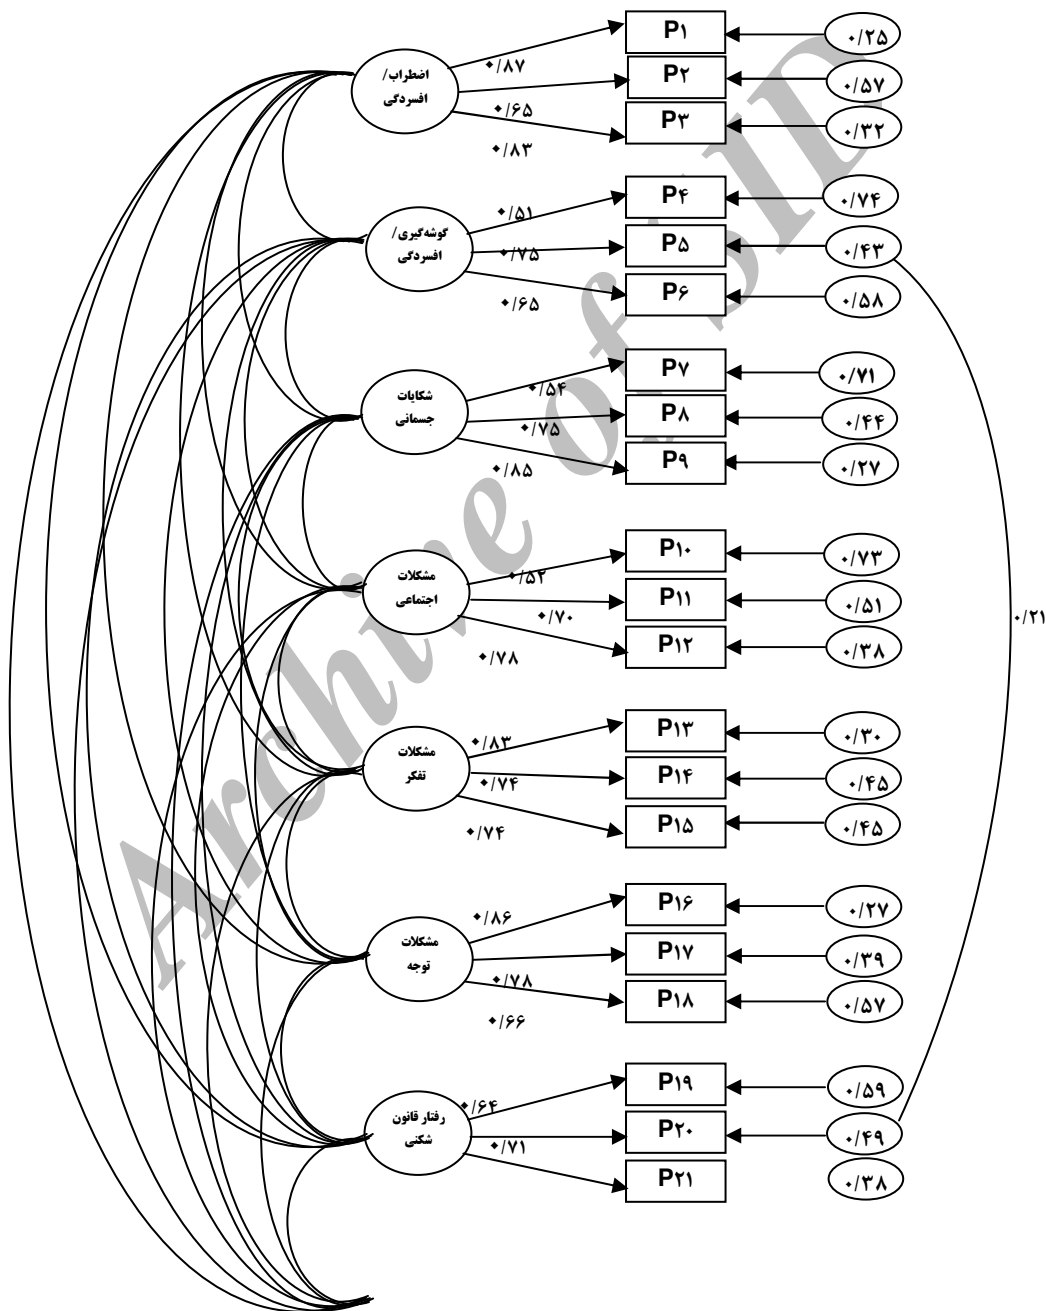 P۱
۰/۲۵
اضطراب/
افسردگی
۰/۸۷
P۲
۰/۵۷
۰/۶۵
P۳
۰/۳۲
۰/۸۳
P۴
۰/۷۴
گوشه‌گیری/
افسردگی
۰/۵۱
P۵
۰/۴۳
۰/۷۵
P۶
۰/۵۸
۰/۶۵
P۷
۰/۷۱
شکایات
جسمانی
۰/۵۴
P۸
۰/۴۴
۰/۷۵
P۹
۰/۲۷
۰/۸۵
P۱۰
۰/۷۳
مشکلات
اجتماعی
۰/۵۲
P۱۱
۰/۵۱
۰/۷۰
۰/۲۱
P۱۲
۰/۳۸
۰/۷۸
P۱۳
۰/۳۰
مشکلات
تفکر
۰/۸۳
P۱۴
۰/۴۵
۰/۷۴
P۱۵
۰/۴۵
۰/۷۴
P۱۶
۰/۲۷
مشکلات
توجه
۰/۸۶
P۱۷
۰/۳۹
۰/۷۸
P۱۸
۰/۵۷
۰/۶۶
P۱۹
۰/۵۹
رفتار قانون
شکنی
۰/۶۴
P۲۰
۰/۴۹
۰/۷۱
P۲۱
۰/۳۸
Archive of SID